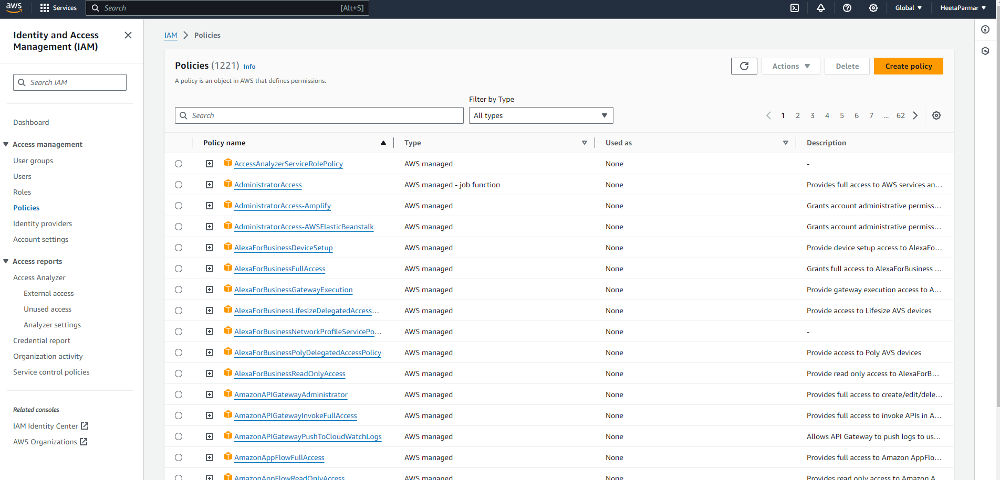 aws
Services
Search
[Alt+S]
Global
HeetaParmar
Identity and Access
Management (IAM)
Search IAM
Dashboard
Access management
User groups
Users
Roles
Policies
Identity providers
Account settings
Access reports
Access Analyzer
External access
Unused access
Analyzer settings
Credential report
Organization activity
Service control policies
Related consoles
IAM Identity Center
AWS Organizations
IAM > Policies
Policies (1221) Info
A policy is an object in AWS that defines permissions.
Actions
Delete
Create policy
Filter by Type
Search
All types
1 2 3 4 5 6 7 ... 62
Policy name Type Used as Description
AccessAnalyzerServiceRolePolicy AWS managed None -
AdministratorAccess AWS managed - job function None Provides full access to AWS services an...
AdministratorAccess-Amplify AWS managed None Grants account administrative permiss...
AdministratorAccess-AWSElasticBeanstalk AWS managed None Grants account administrative permiss...
AlexaForBusinessDeviceSetup AWS managed None Provide device setup access to AlexaFo...
AlexaForBusinessFullAccess AWS managed None Grants full access to AlexaForBusiness ...
AlexaForBusinessGatewayExecution AWS managed None Provide gateway execution access to A...
AlexaForBusinessLifesizeDelegatedAccess... AWS managed None Provide access to Lifesize AVS devices
AlexaForBusinessNetworkProfileServicePo... AWS managed None -
AlexaForBusinessPolyDelegatedAccessPolicy AWS managed None Provide access to Poly AVS devices
AlexaForBusinessReadOnlyAccess AWS managed None Provide read only access to AlexaForB...
AmazonAPIGatewayAdministrator AWS managed None Provides full access to create/edit/dele...
AmazonAPIGatewayInvokeFullAccess AWS managed None Provides full access to invoke APIs in A...
AmazonAPIGatewayPushToCloudWatchLogs AWS managed None Allows API Gateway to push logs to us...
AmazonAppFlowFullAccess AWS managed None Provides full access to Amazon AppFlo...
AmazonAppFlowReadOnlyAccess AWS managed None Provides read only access to Amazon A...